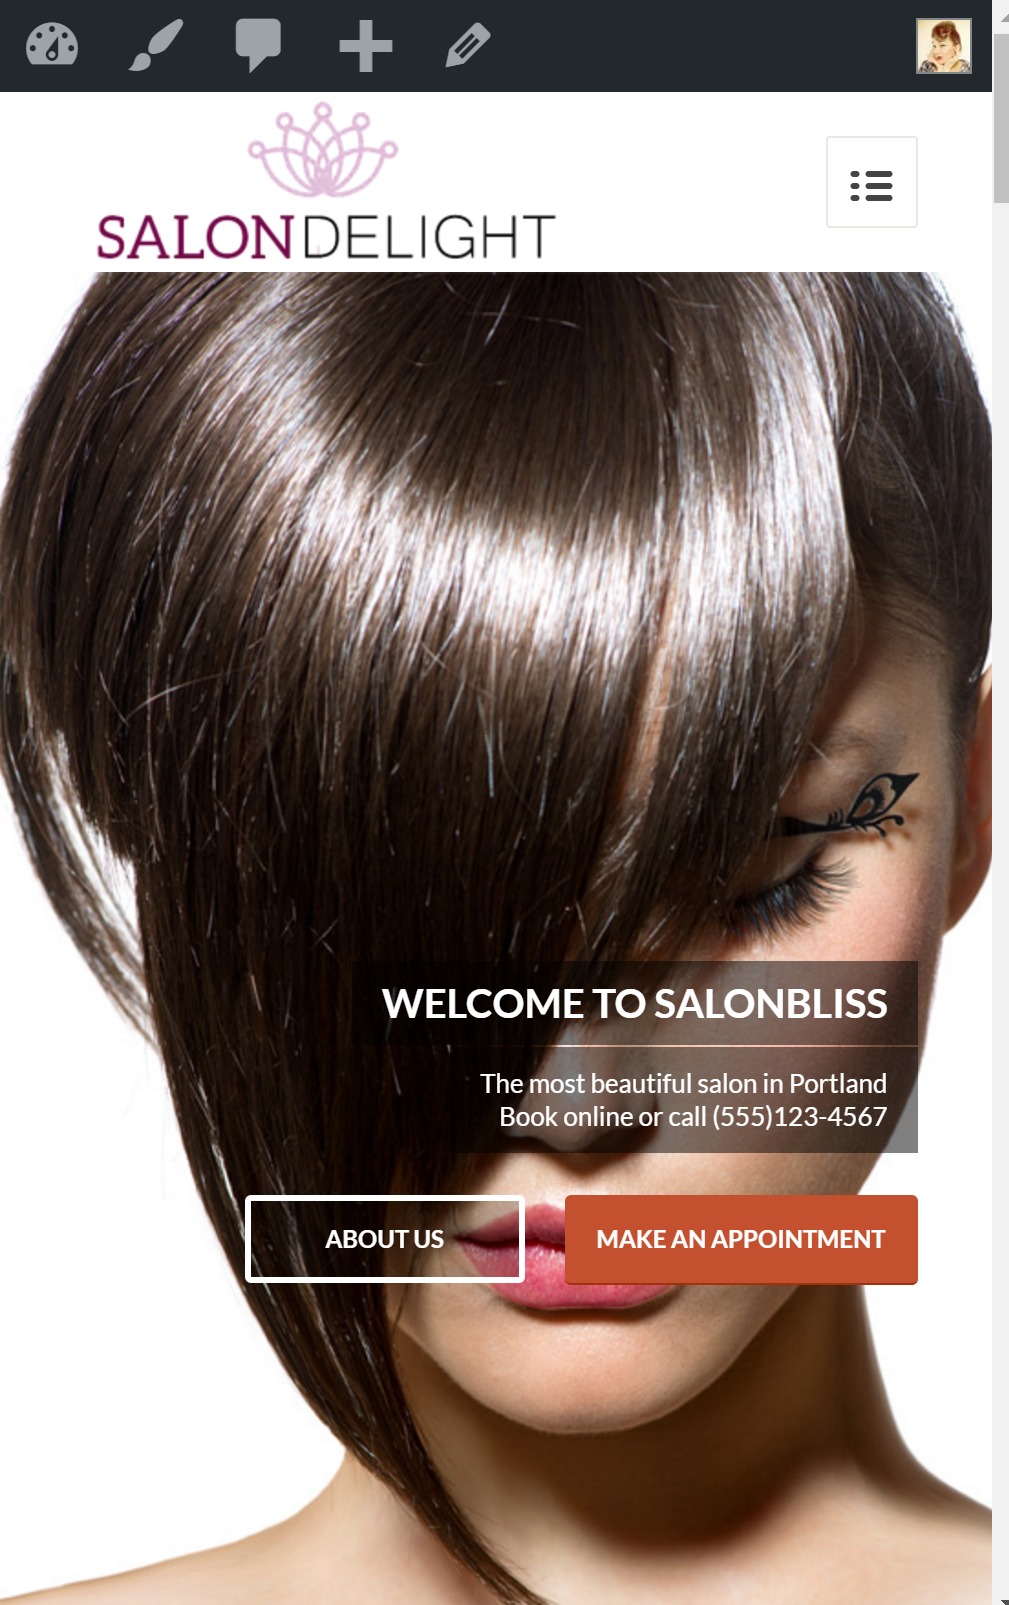 SALONDELIGHT
WELCOME TO SALONBLISS
The most beautiful salon in Portland
Book online or call (555)123-4567
ABOUT US
MAKE AN APPOINTMENT